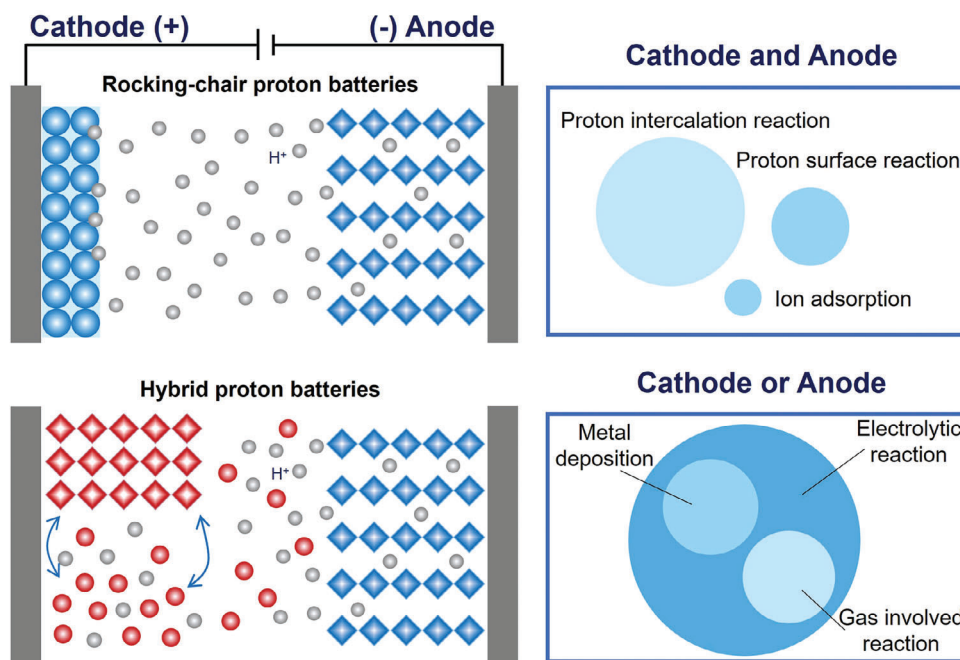 Cathode (+)
(-) Anode
Rocking-chair proton batteries
H⁺
Cathode and Anode
Proton intercalation reaction
Proton surface reaction
Ion adsorption
Hybrid proton batteries
H⁺
Cathode or Anode
Metal
deposition
Electrolytic
reaction
Gas involved
reaction